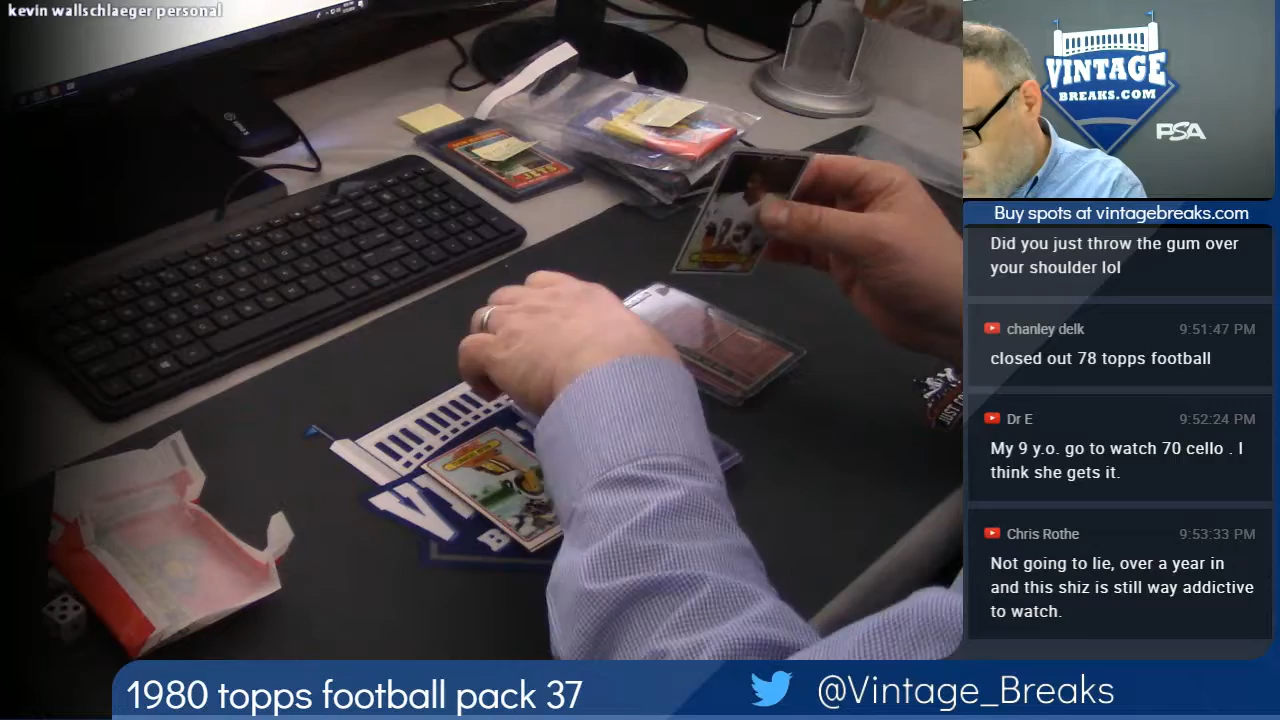 kevin wallschlaeger personal
VINTAGE
BREAKS.COM
PSA
Buy spots at vintagebreaks.com
Did you just throw the gum over
your shoulder lol
chanley delk 9:51:47 PM
closed out 78 topps football
Dr E 9:52:24 PM
My 9 y.o. go to watch 70 cello . I
think she gets it.
Chris Rothe 9:53:33 PM
Not going to lie, over a year in
and this shiz is still way addictive
to watch.
VI
B
JUST
1980 topps football pack 37
@Vintage_Breaks